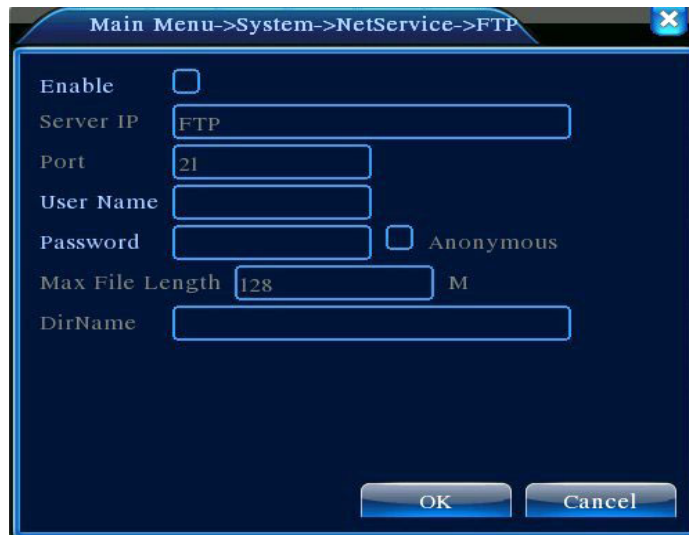 Main Menu->System->NetService->FTP
Enable
Server IP FTP
Port 21
User Name
Password Anonymous
Max File Length 128 M
DirName
OK Cancel